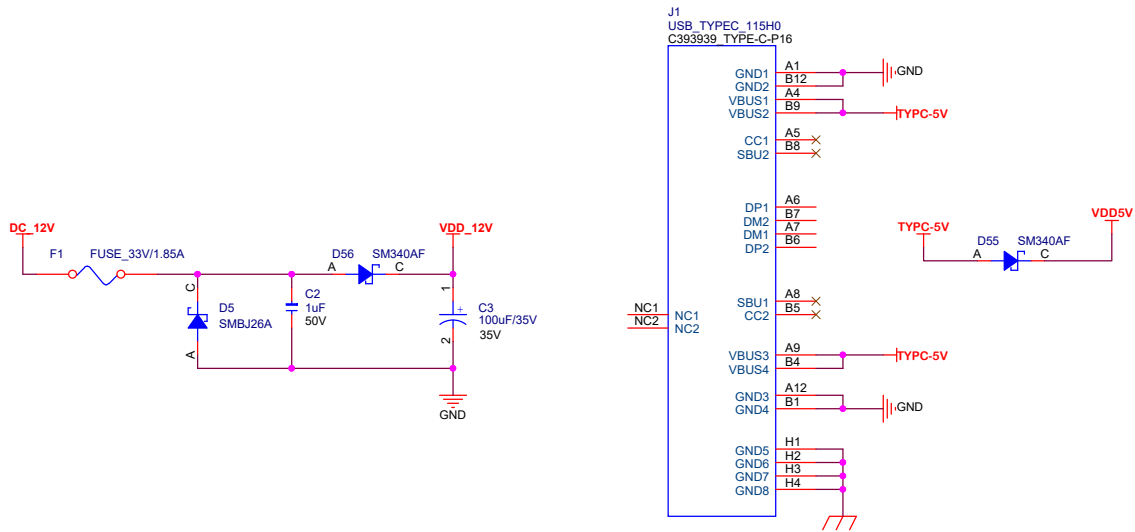 J1
USB_TYPEC_115H0
C393939_TYPE-C-P16
GND1 A1
GND
GND2 B12
VBUS1 A4
VBUS2 B9
TYPC-5V
CC1 A5
SBU2 B8
DP1 A6
DM2 B7
DM1 A7
DP2 B6
SBU1 A8
CC2 B5
NC1 NC1
NC2 NC2
VBUS3 A9
TYPC-5V
VBUS4 B4
GND3 A12
GND4 B1
GND
GND5 H1
GND6 H2
GND7 H3
GND8 H4
DC_12V
F1 FUSE_33V/1.85A
C
D5
SMBJ26A
A
C2
1uF
50V
D56 SM340AF
A C
VDD_12V
1
C3
100uF/35V
35V
2
+
GND
TYPC-5V
D55 SM340AF
A C
VDD5V